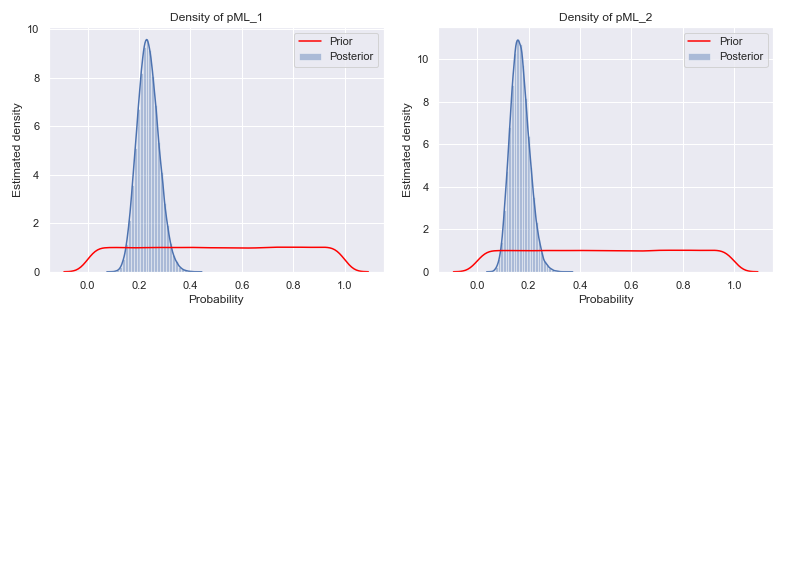 Density of pML_1
Estimated density
10
8
6
4
2
0
Prior
Posterior
0.0 0.2 0.4 0.6 0.8 1.0
Probability
Density of pML_2
Estimated density
10
8
6
4
2
0
Prior
Posterior
0.0 0.2 0.4 0.6 0.8 1.0
Probability